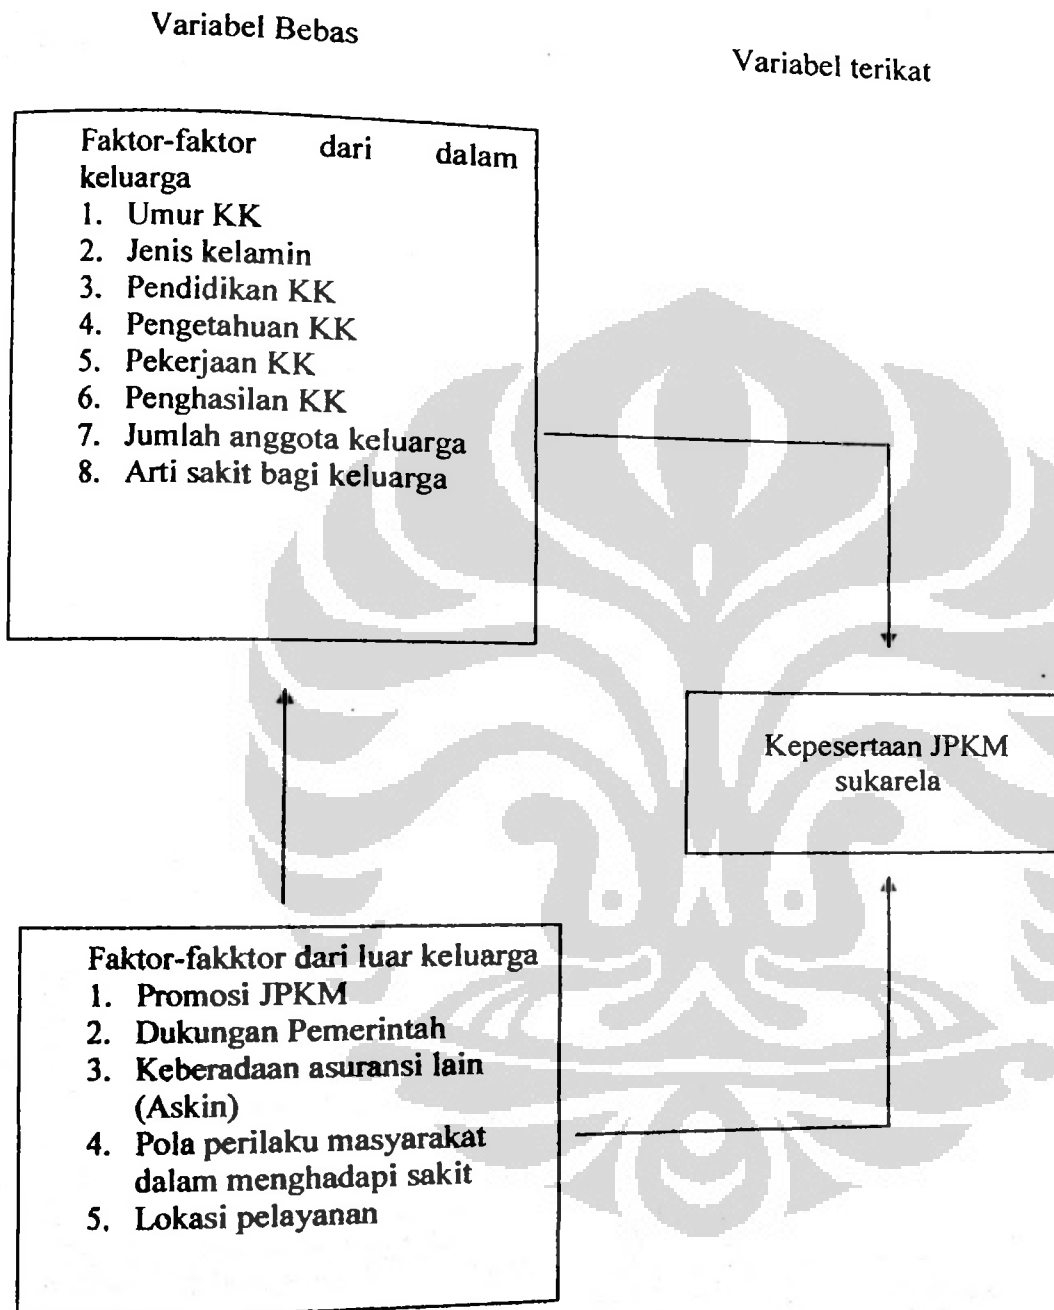 Variabel Bebas
Variabel terikat
Faktor-faktor dari dalam
keluarga
1. Umur KK
2. Jenis kelamin
3. Pendidikan KK
4. Pengetahuan KK
5. Pekerjaan KK
6. Penghasilan KK
7. Jumlah anggota keluarga
8. Arti sakit bagi keluarga
Kepesertaan JPKM
sukarela
Faktor-fakktor dari luar keluarga
1. Promosi JPKM
2. Dukungan Pemerintah
3. Keberadaan asuransi lain
(Askin)
4. Pola perilaku masyarakat
dalam menghadapi sakit
5. Lokasi pelayanan